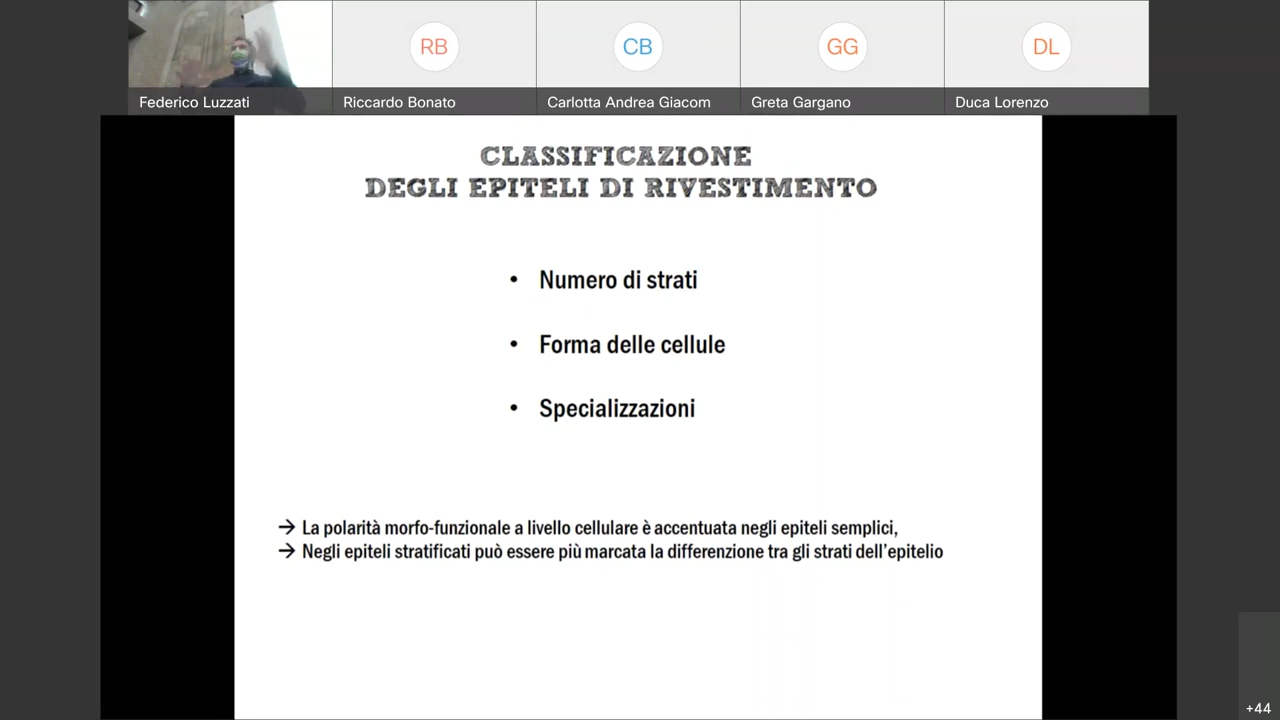 RB
CB
GG
DL
Federico Luzzati
Riccardo Bonato
Carlotta Andrea Giacom
Greta Gargano
Duca Lorenzo
CLASSIFICAZIONE
DEGLI EPITELI DI RIVESTIMENTO
• Numero di strati
• Forma delle cellule
• Specializzazioni
→ La polarità morfo-funzionale a livello cellulare è accentuata negli epiteli semplici,
→ Negli epiteli stratificati può essere più marcata la differenzione tra gli strati dell'epitelio
+44